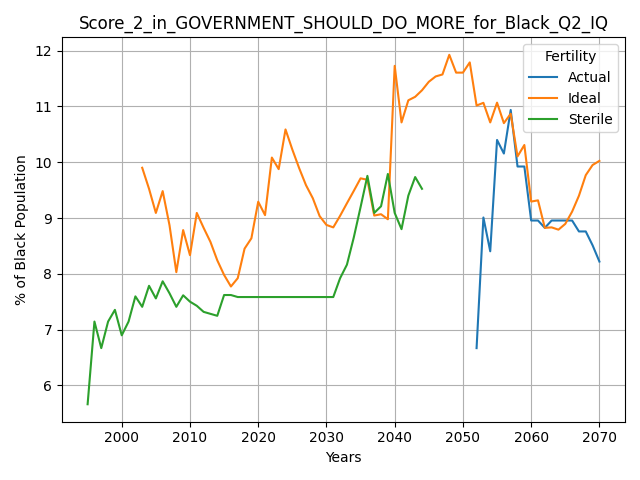 Score_2_in_GOVERNMENT_SHOULD_DO_MORE_for_Black_Q2_IQ
Fertility
Actual
Ideal
Sterile
% of Black Population
12
11
10
9
8
7
6
2000 2010 2020 2030 2040 2050 2060 2070
Years